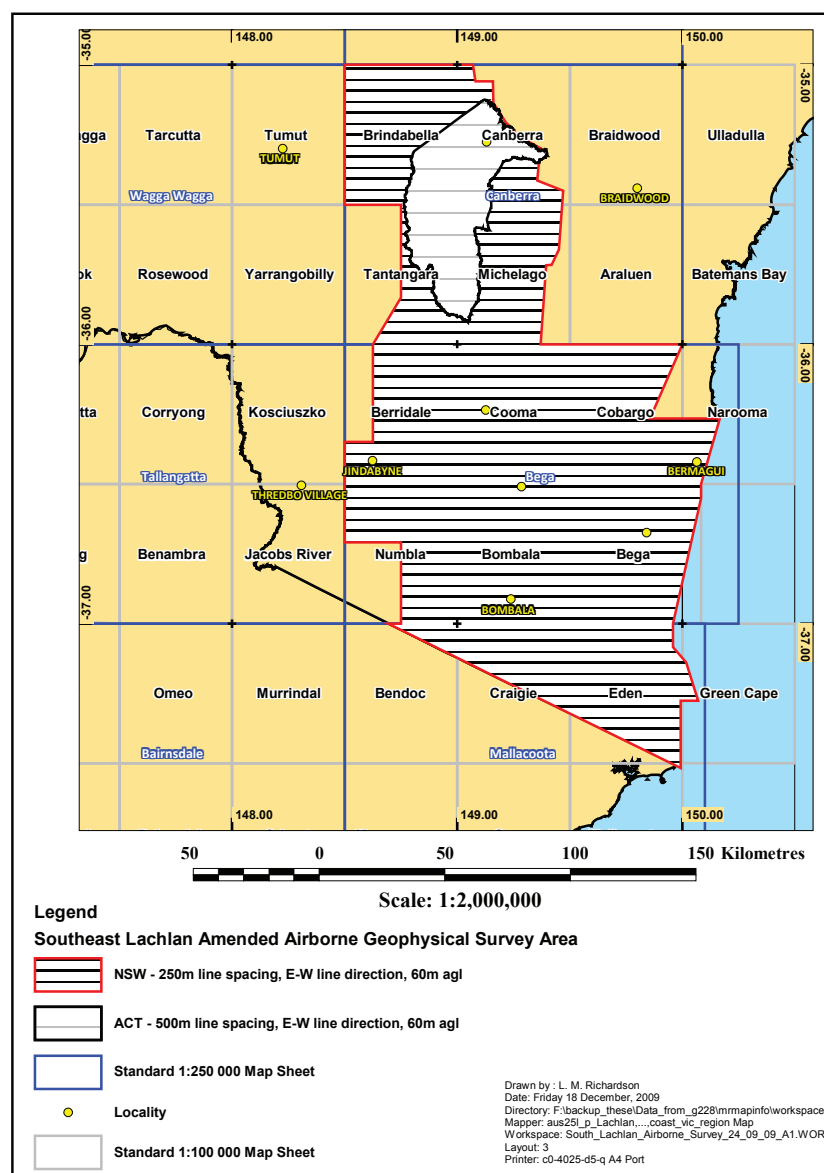 148.00 149.00 150.00
-35.00 -35.00
ngga Tarcutta Tumut Brindabella Canberra Braidwood Ulladulla
TUMUT
Wagga Wagga Canberra BRAIDWOOD
ok Rosewood Yarrangobilly Tantangara Michelago Araluen Batemans Bay
-36.00 -36.00
tta Corryong Kosciuszko Berridale Cooma Cobargo Narooma
Tallangatta JINDABYNE Bega BERMAGUI
THREDBO VILLAGE
g Benambra Jacobs River Numbla Bombala Bega
BOMBALA
-37.00 -37.00
Omeo Murrindal Bendoc Craigie Eden Green Cape
Bairnsdale Mallacoota
148.00 149.00 150.00
50 0 50 100 150 Kilometres
Scale: 1:2,000,000
Legend
Southeast Lachlan Amended Airborne Geophysical Survey Area
NSW - 250m line spacing, E-W line direction, 60m agl
ACT - 500m line spacing, E-W line direction, 60m agl
Standard 1:250 000 Map Sheet
Locality
Standard 1:100 000 Map Sheet
Drawn by : L. M. Richardson
Date: Friday 18 December, 2009
Directory: F:\backup_these\Data_from_g228\mrmapinfo\workspace
Mapper: aus25l_p_Lachlan,...,coast_vic_region Map
Workspace: South_Lachlan_Airborne_Survey_24_09_09_A1.WOR
Layout: 3
Printer: c0-4025-d5-q A4 Port